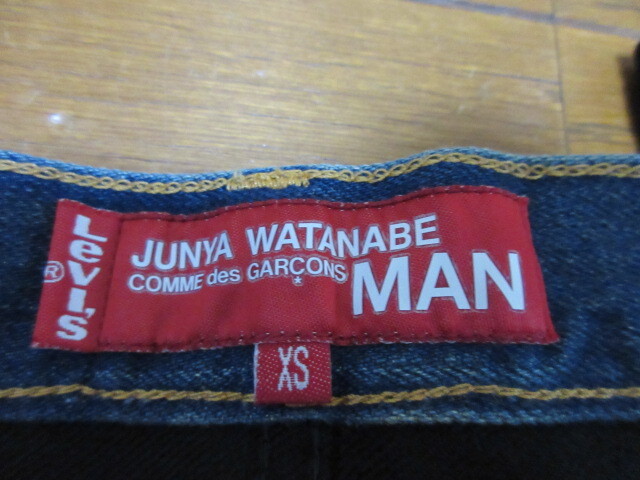 Levi's
®
JUNYA WATANABE
COMME des GARÇONS
MAN
XS